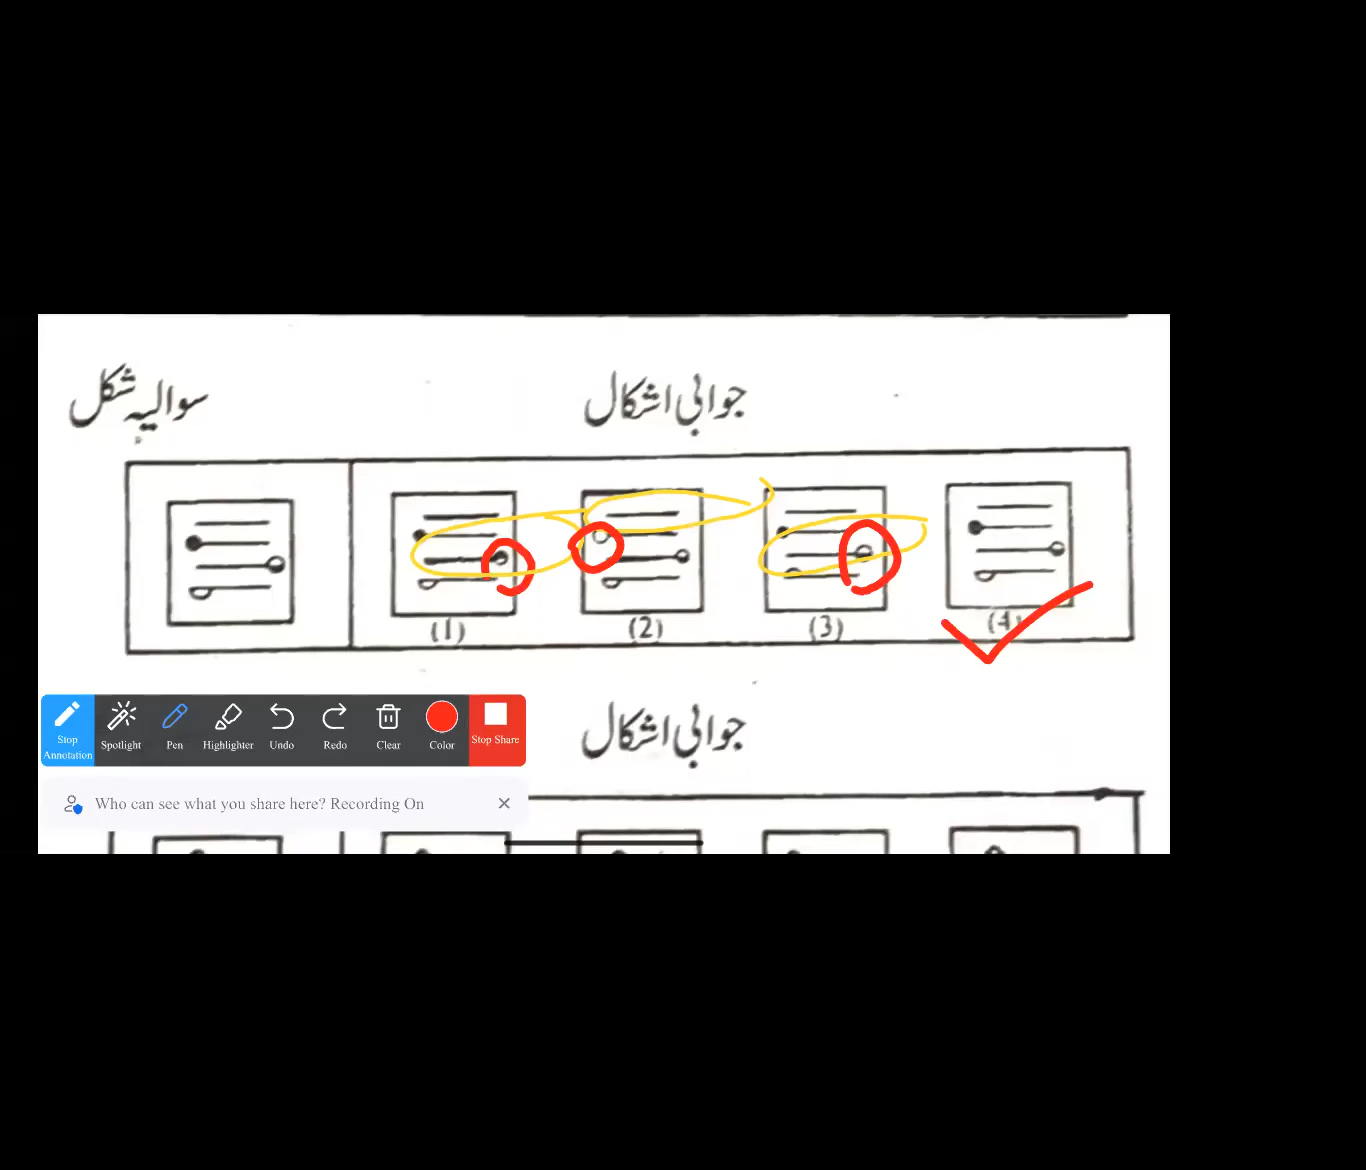 سوالیہ شکل
جوابی اشکال
(1)
(2)
(3)
(4)
جوابی اشکال
Stop Annotation
Spotlight
Pen
Highlighter
Undo
Redo
Clear
Color
Stop Share
Who can see what you share here? Recording On